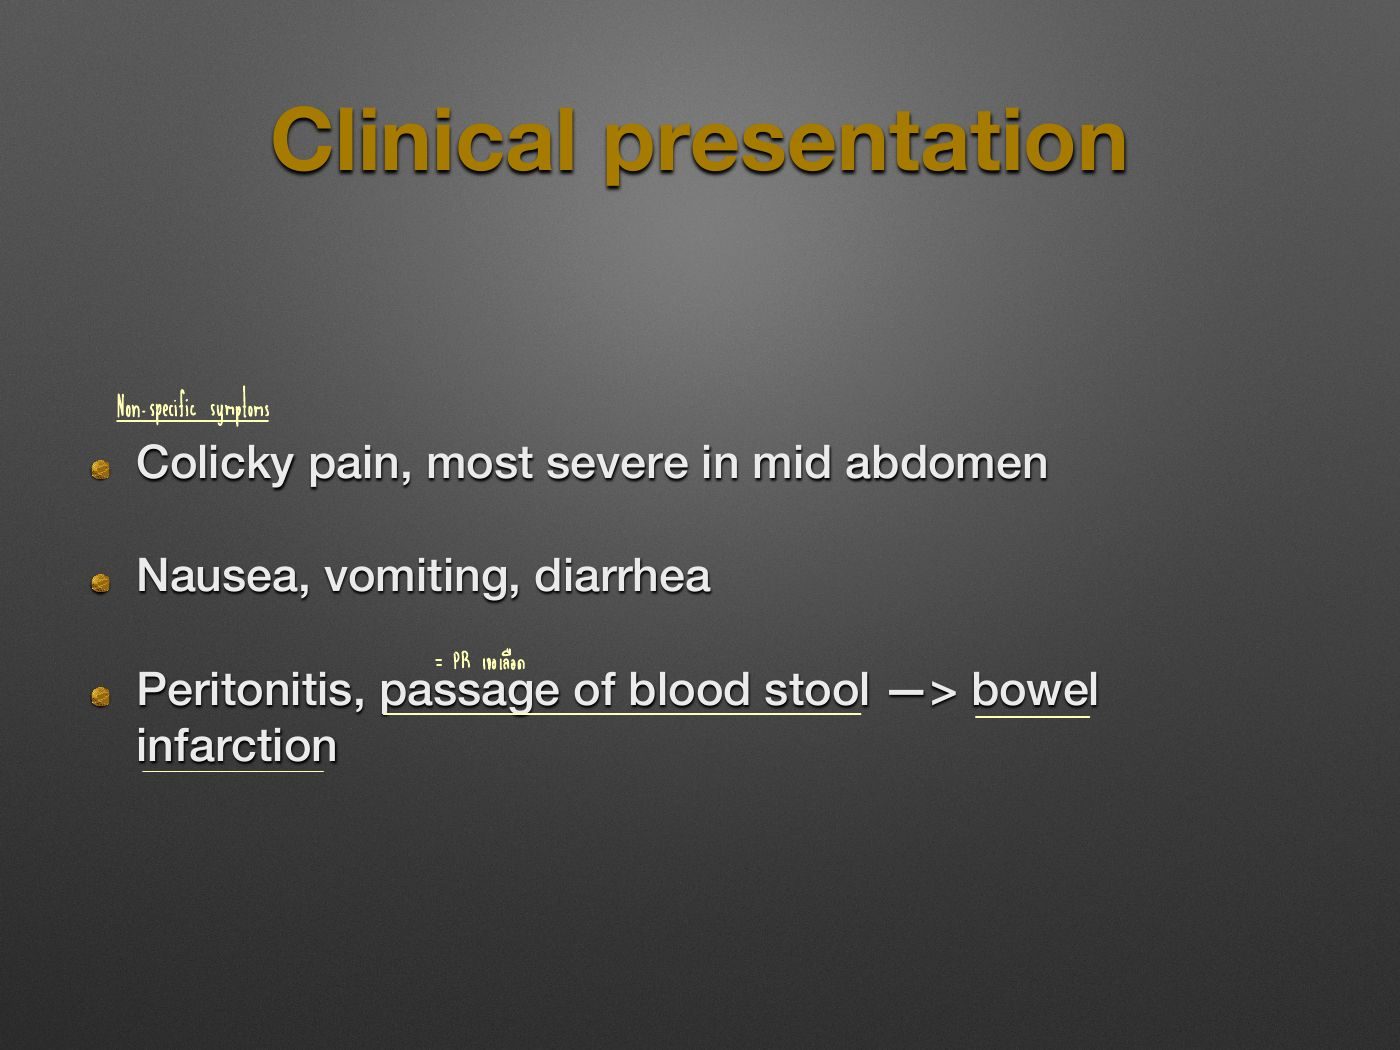 Clinical presentation
Non-specific symptoms
Colicky pain, most severe in mid abdomen
Nausea, vomiting, diarrhea
= PR เจอเลือด
Peritonitis, passage of blood stool —> bowel
infarction